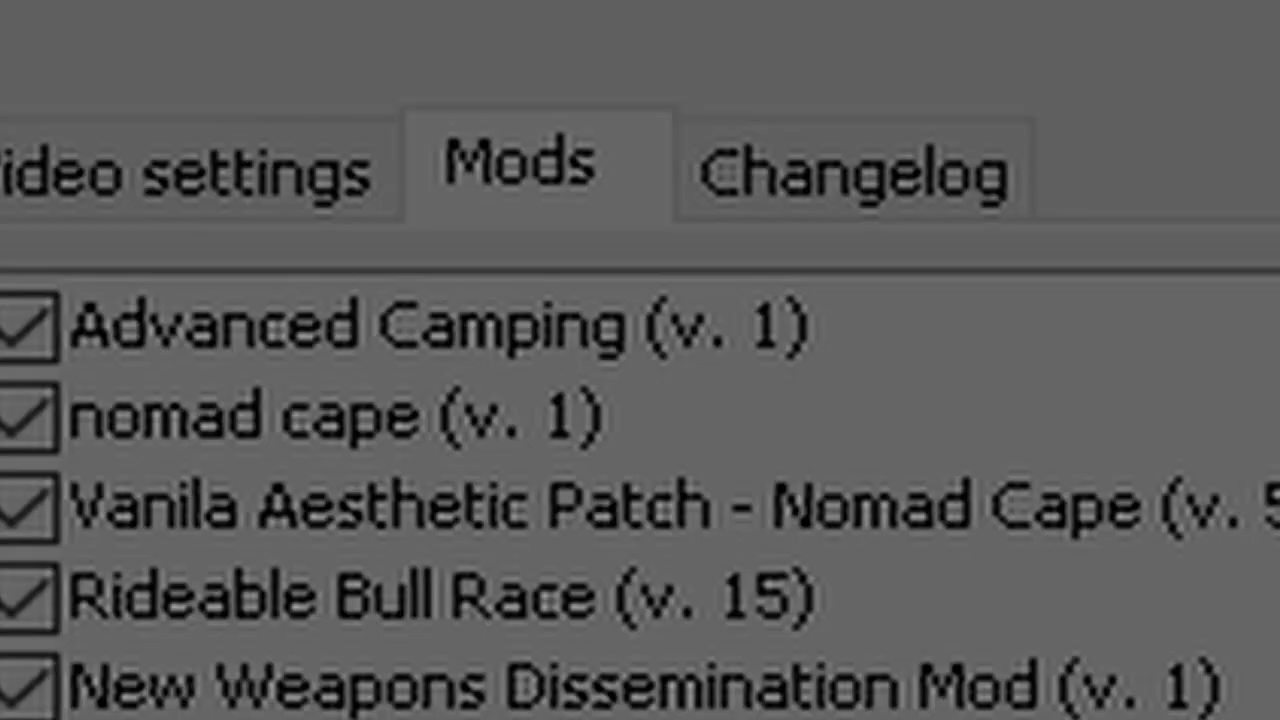 ideo settings Mods Changelog
Advanced Camping (v. 1)
nomad cape (v. 1)
Vanila Aesthetic Patch - Nomad Cape (v. 5
Rideable Bull Race (v. 15)
New Weapons Dissemination Mod (v. 1)